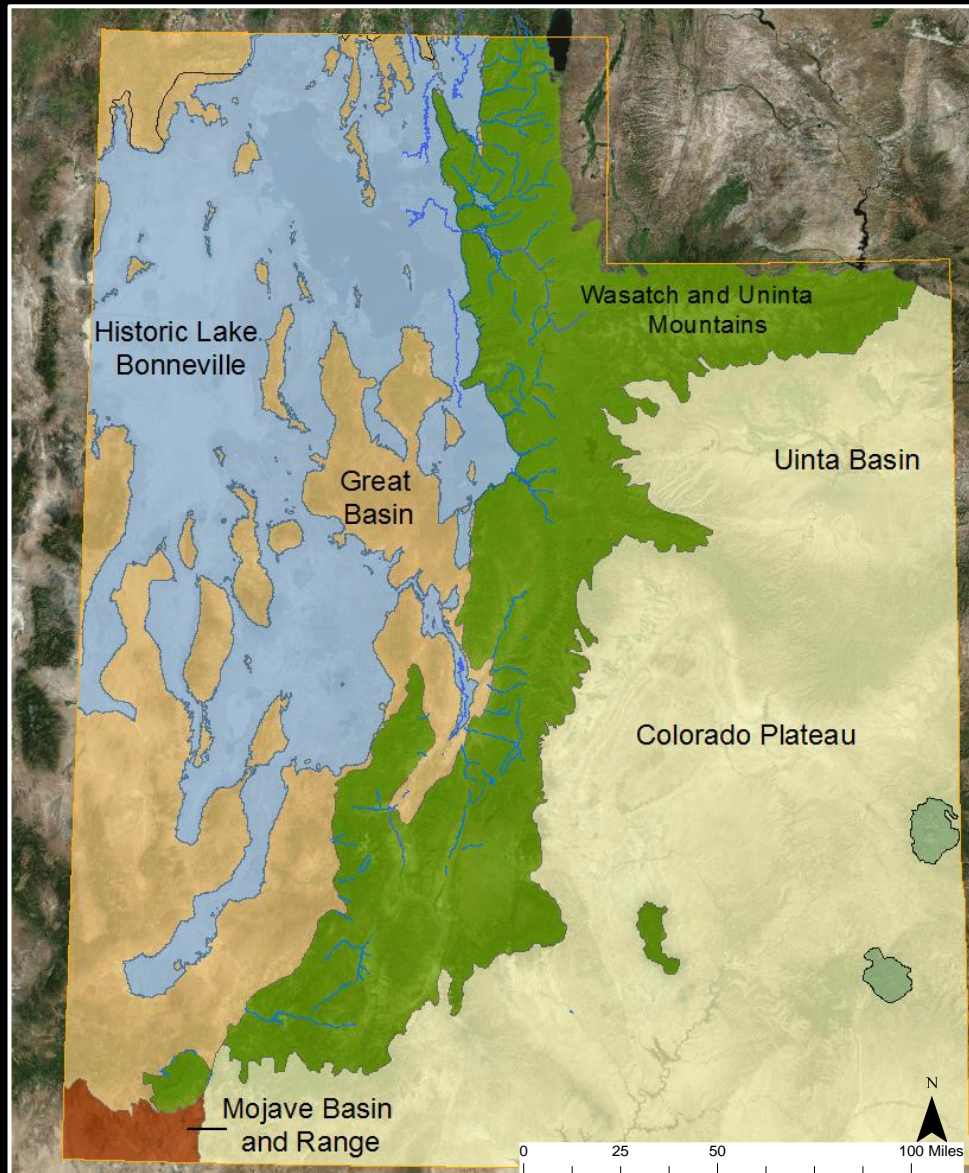 Wasatch and Uninta
Mountains
Historic Lake
Bonneville
Uinta Basin
Great
Basin
Colorado Plateau
Mojave Basin
and Range
N
0 25 50 100 Miles